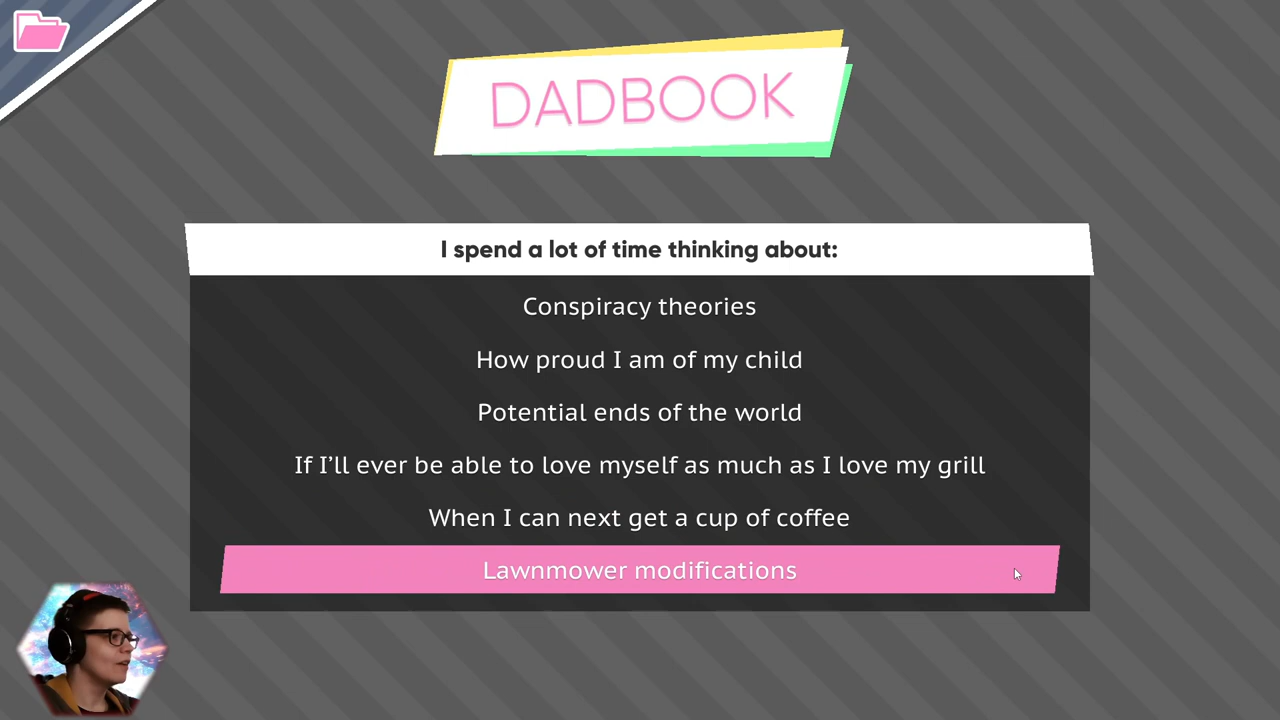 DADBOOK
I spend a lot of time thinking about:
Conspiracy theories
How proud I am of my child
Potential ends of the world
If I’ll ever be able to love myself as much as I love my grill
When I can next get a cup of coffee
Lawnmower modifications